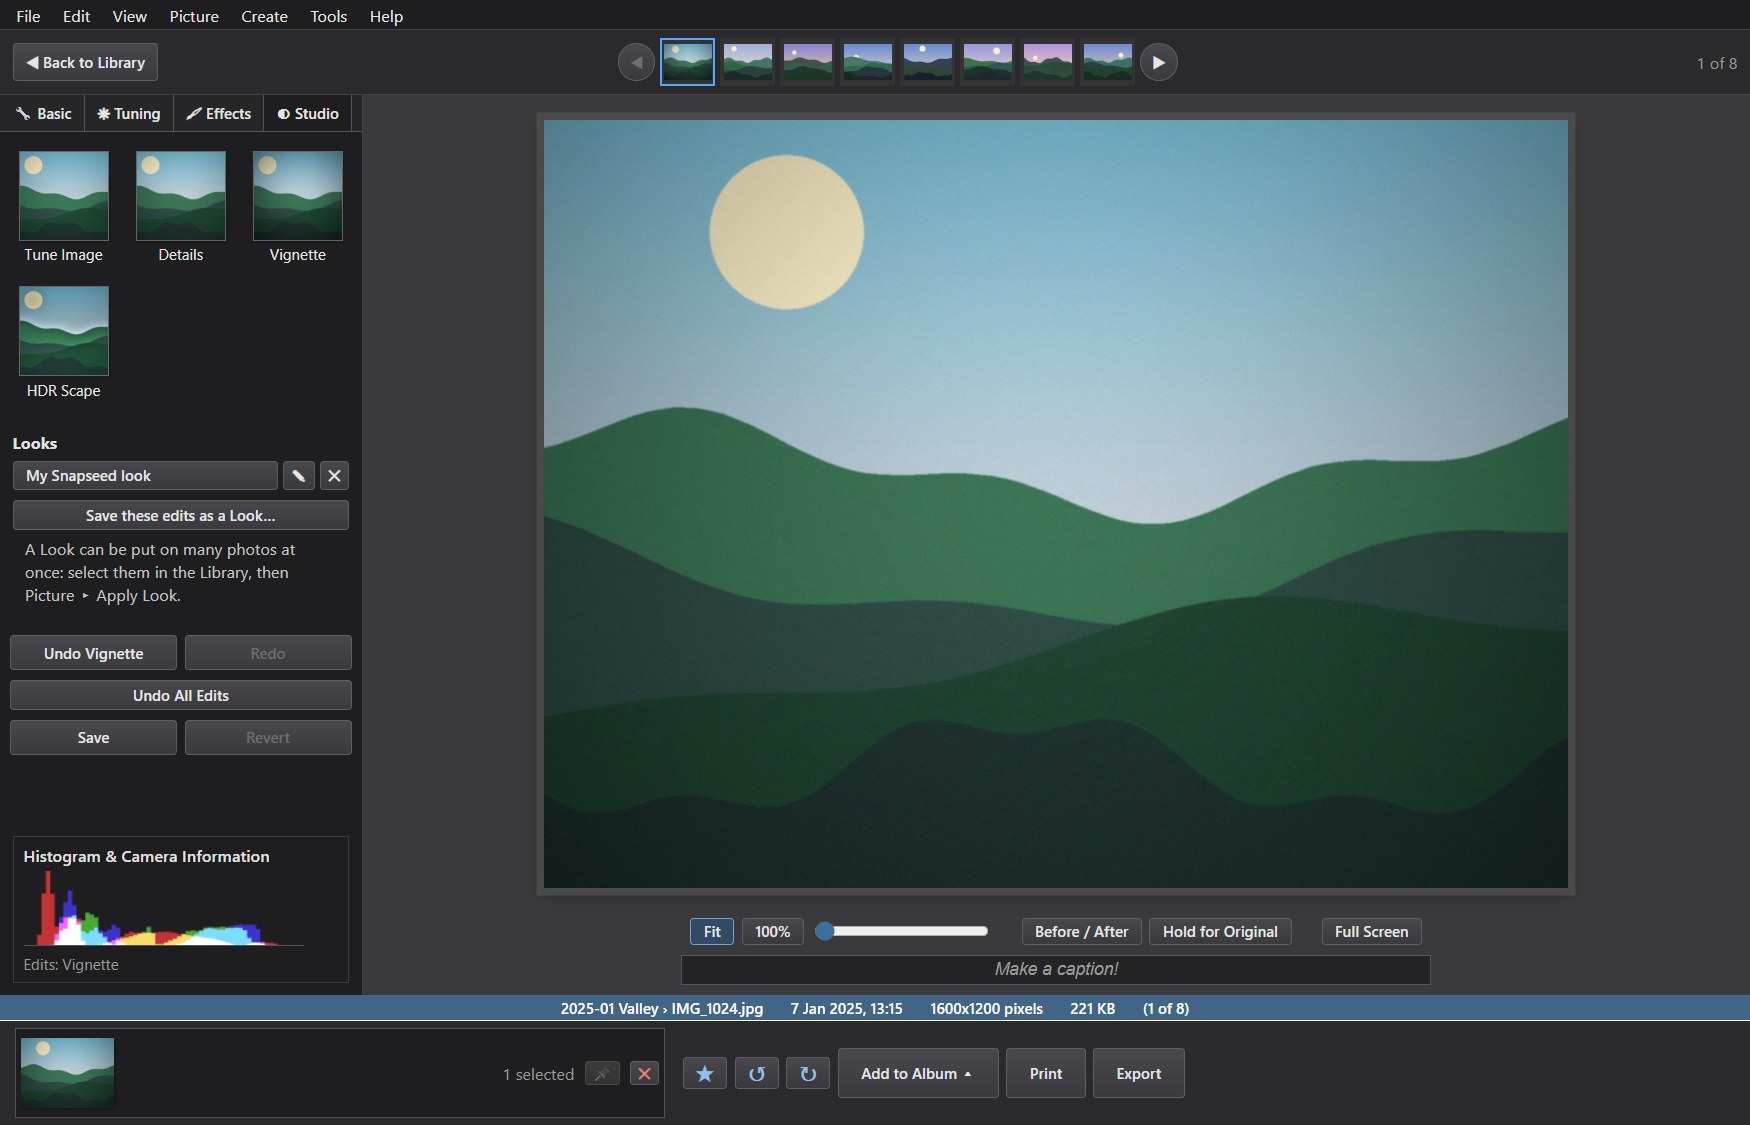 File Edit View Picture Create Tools Help
Back to Library
1 of 8
Basic Tuning Effects Studio
Tune Image Details Vignette
HDR Scape
Looks
My Snapseed look
Save these edits as a Look...
A Look can be put on many photos at
once: select them in the Library, then
Picture ▸ Apply Look.
Undo Vignette Redo
Undo All Edits
Save Revert
Histogram & Camera Information
Edits: Vignette
Fit 100% Before / After Hold for Original Full Screen
Make a caption!
2025-01 Valley › IMG_1024.jpg 7 Jan 2025, 13:15 1600x1200 pixels 221 KB (1 of 8)
1 selected
Add to Album Print Export